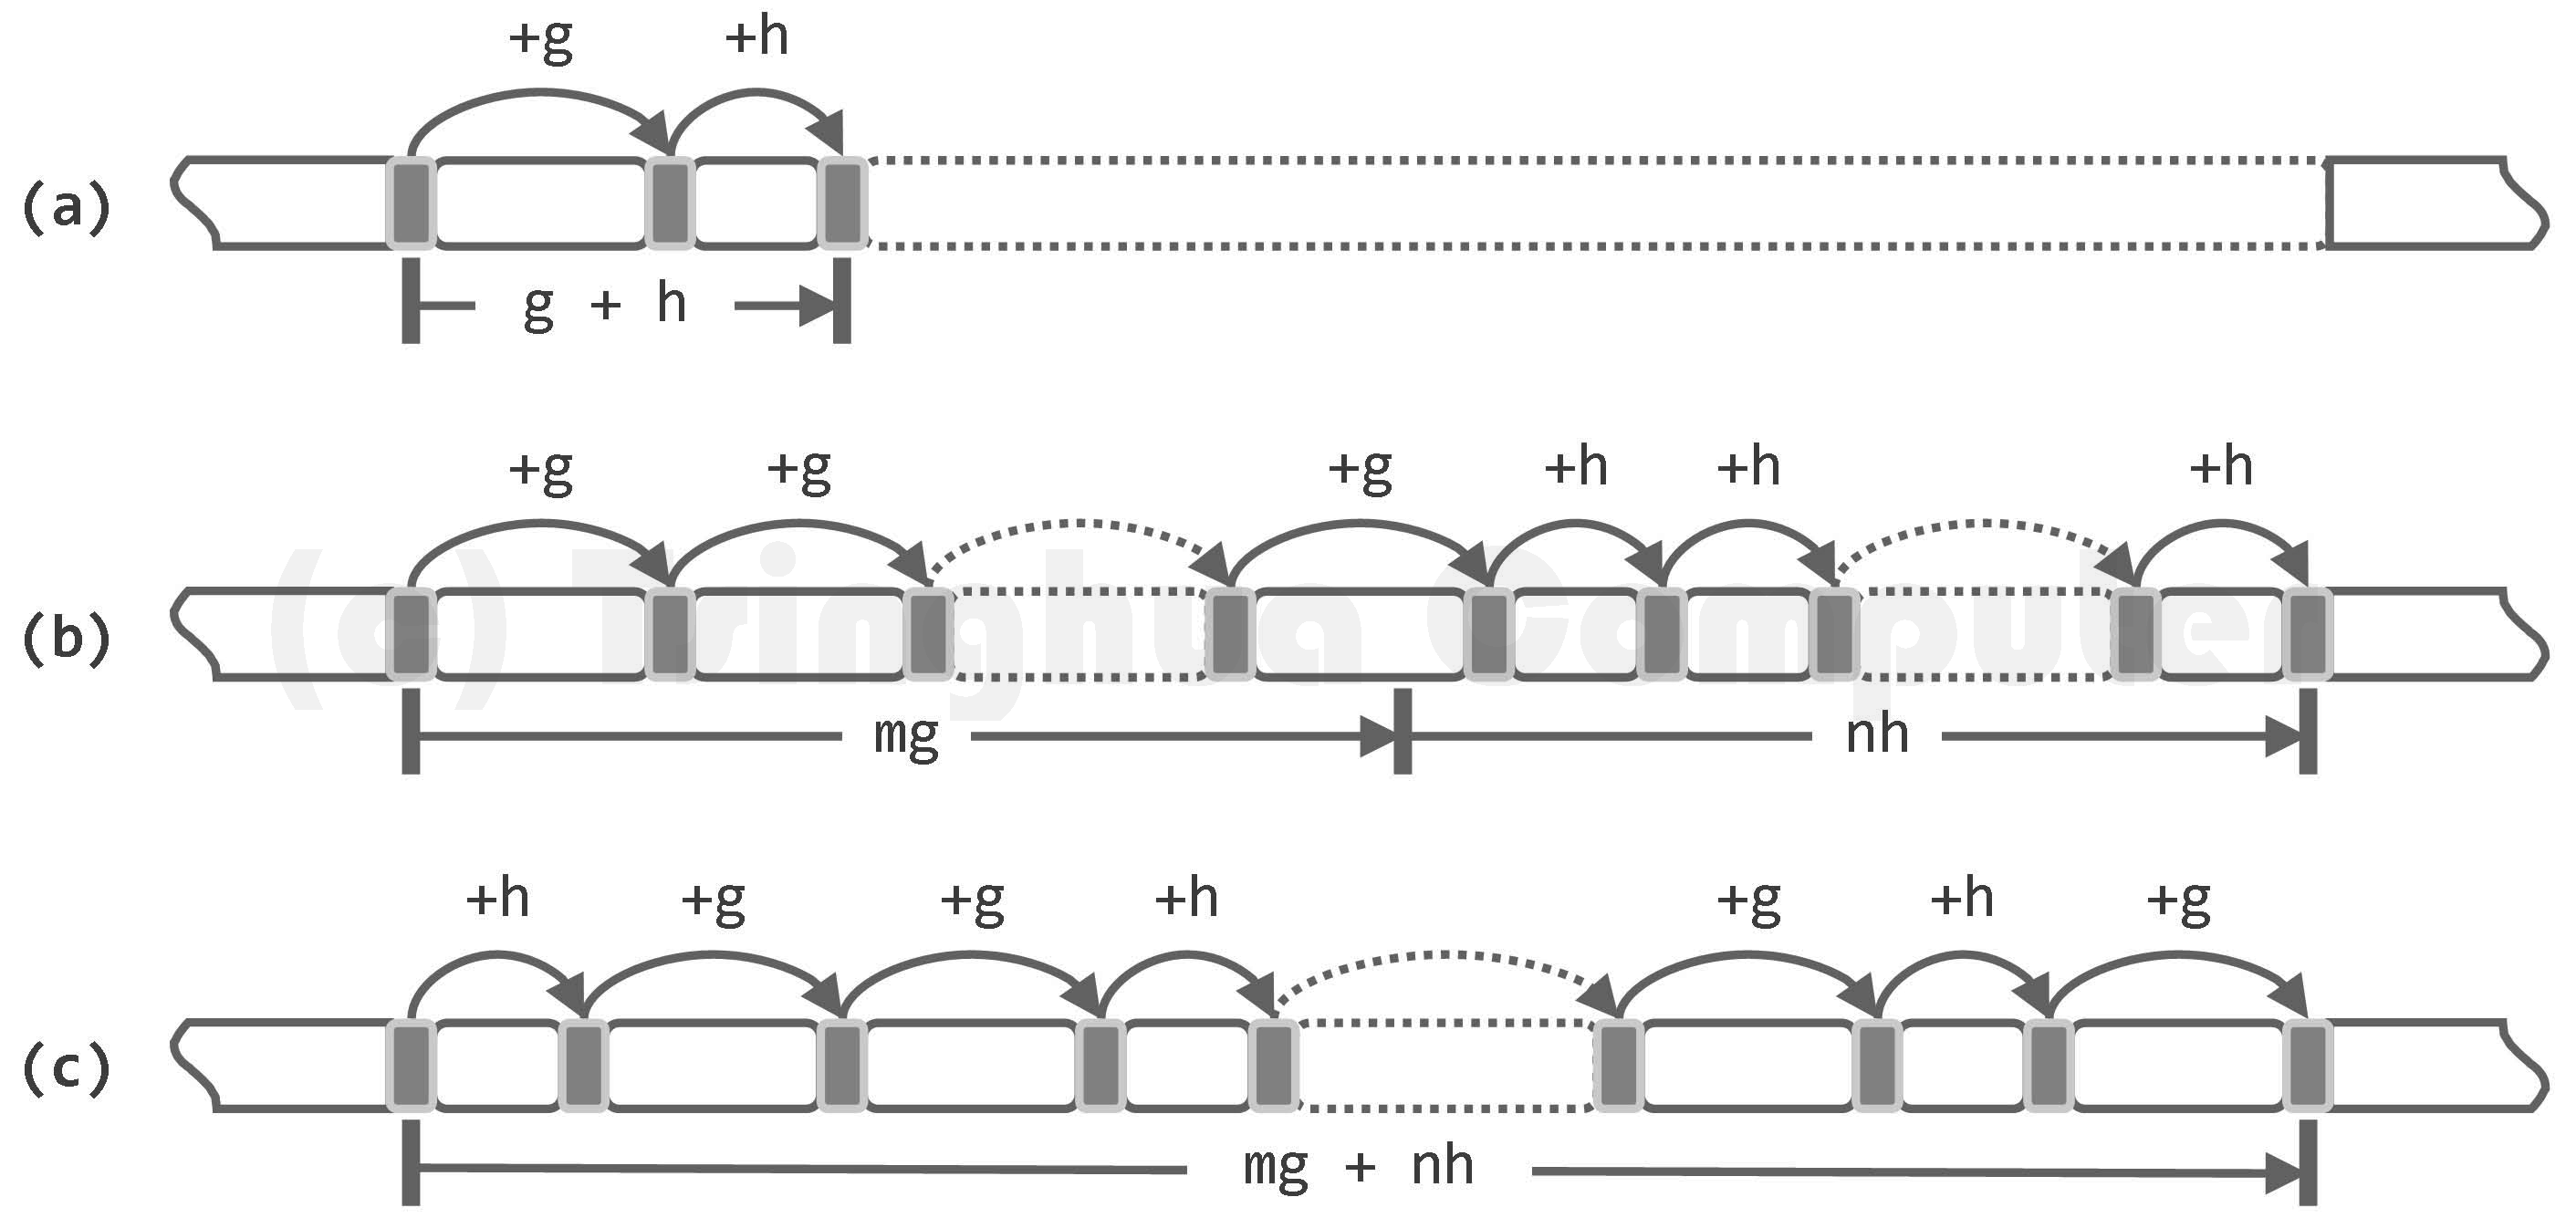 +g +h
(a)
g + h
+g +g +g +h +h +h
(b)
(c) Tsinghua Computer
mg nh
+h +g +g +h +g +h +g
(c)
mg + nh